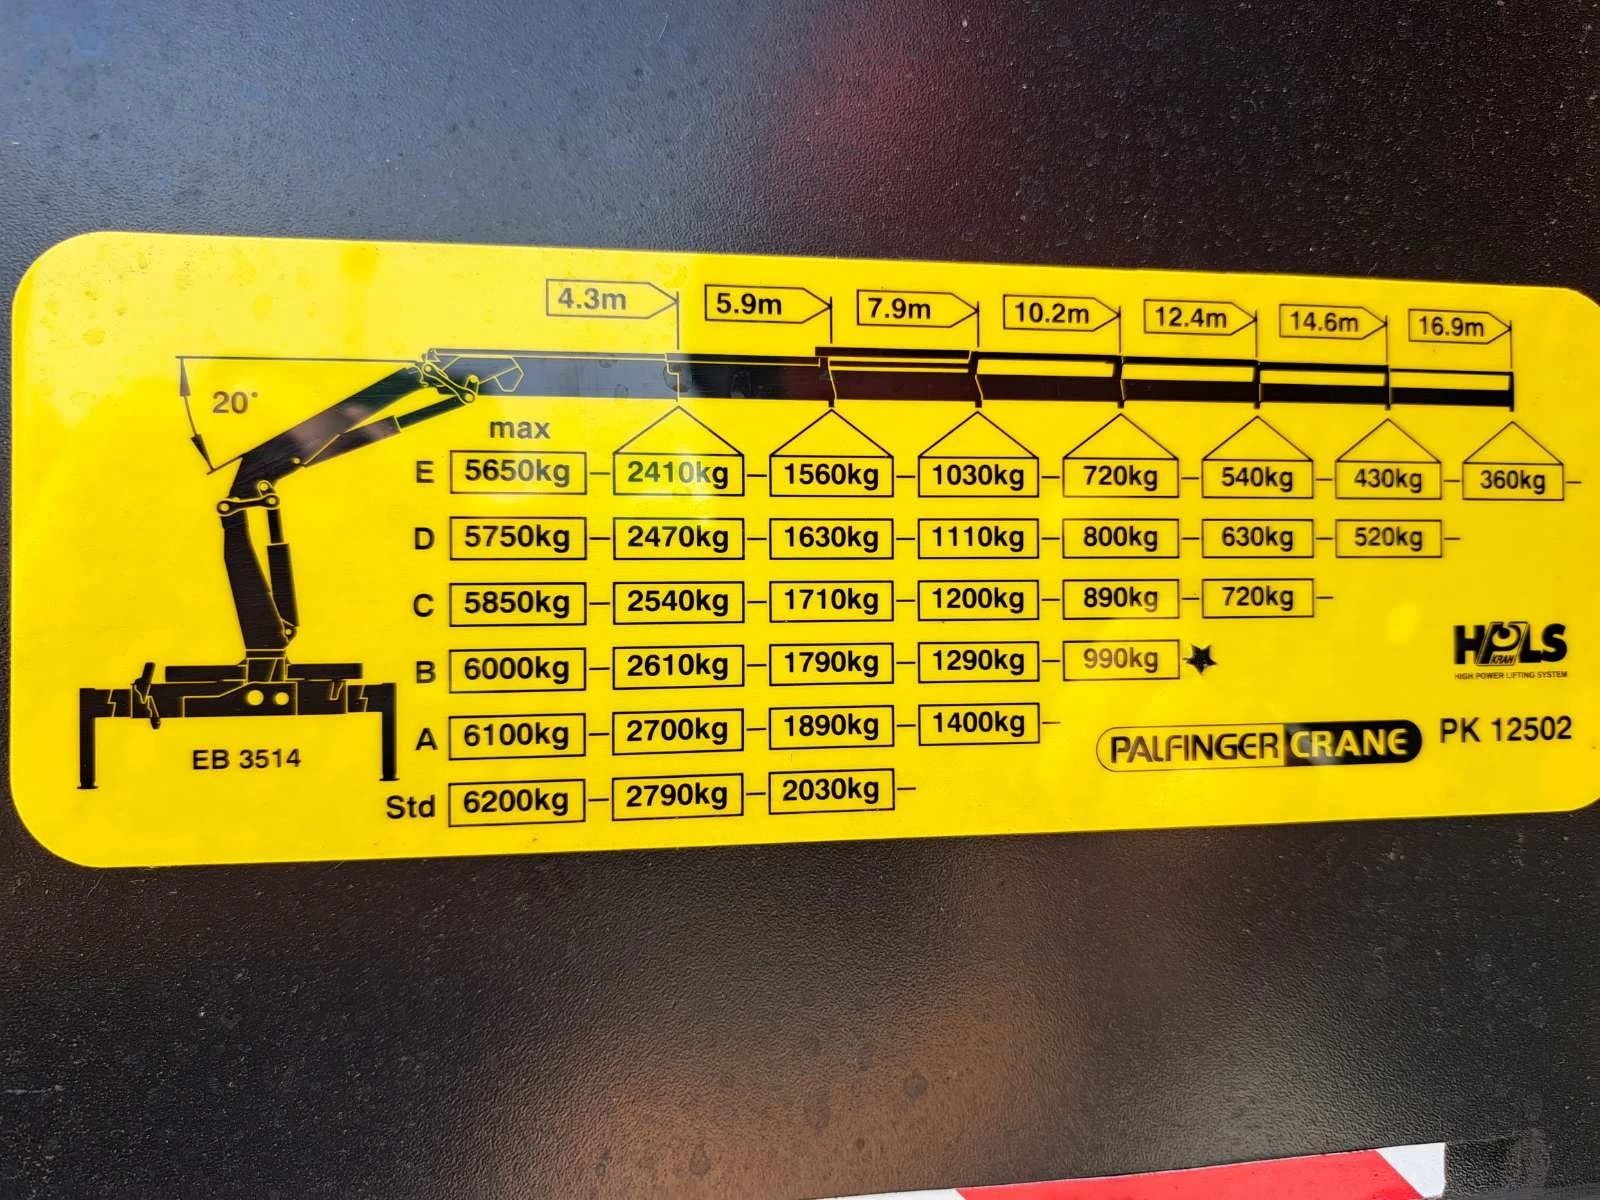 4.3m 5.9m 7.9m 10.2m 12.4m 14.6m 16.9m
20°
max
E 5650kg 2410kg 1560kg 1030kg 720kg 540kg 430kg 360kg
D 5750kg 2470kg 1630kg 1110kg 800kg 630kg 520kg
C 5850kg 2540kg 1710kg 1200kg 890kg 720kg
B 6000kg 2610kg 1790kg 1290kg 990kg
A 6100kg 2700kg 1890kg 1400kg
Std 6200kg 2790kg 2030kg
EB 3514
HPLS
KRAN
HIGH POWER LIFTING SYSTEM
PALFINGER CRANE PK 12502